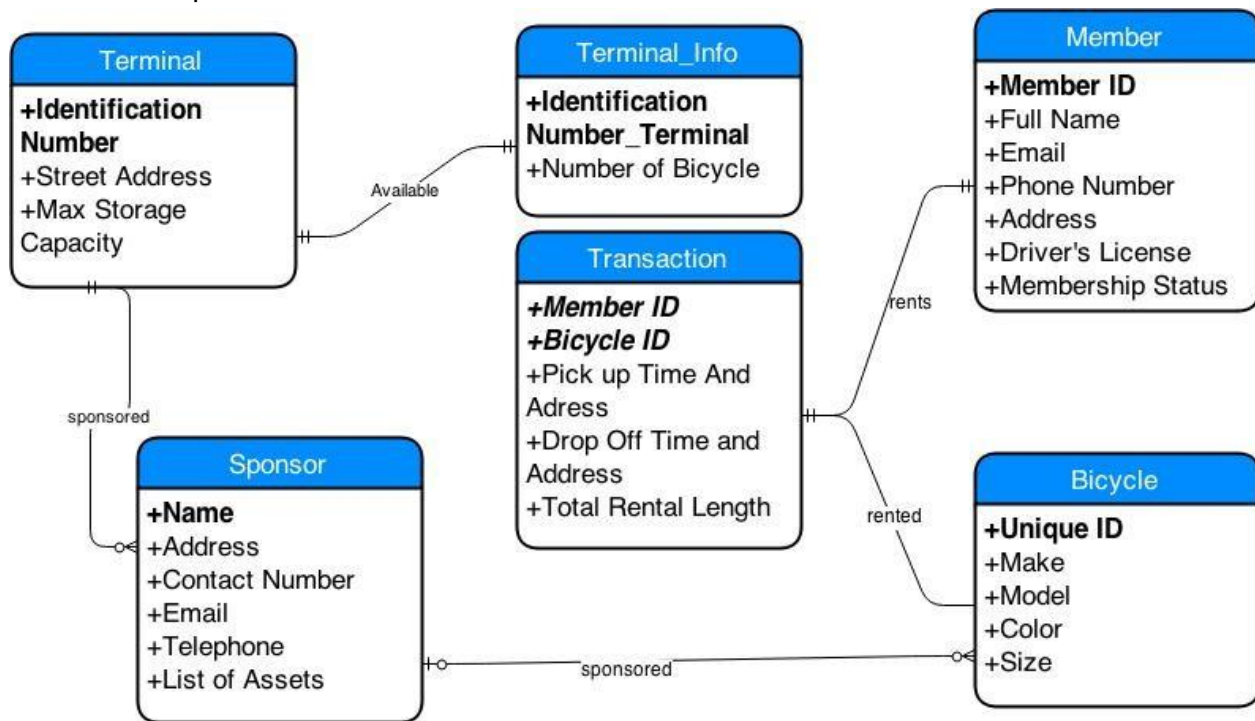 Terminal
+Identification
Number
+Street Address
+Max Storage
Capacity
Available
Terminal_Info
+Identification
Number_Terminal
+Number of Bicycle
Member
+Member ID
+Full Name
+Email
+Phone Number
+Address
+Driver's License
+Membership Status
Transaction
+Member ID
+Bicycle ID
+Pick up Time And
Adress
+Drop Off Time and
Address
+Total Rental Length
rents
rented
sponsored
Sponsor
+Name
+Address
+Contact Number
+Email
+Telephone
+List of Assets
sponsored
Bicycle
+Unique ID
+Make
+Model
+Color
+Size